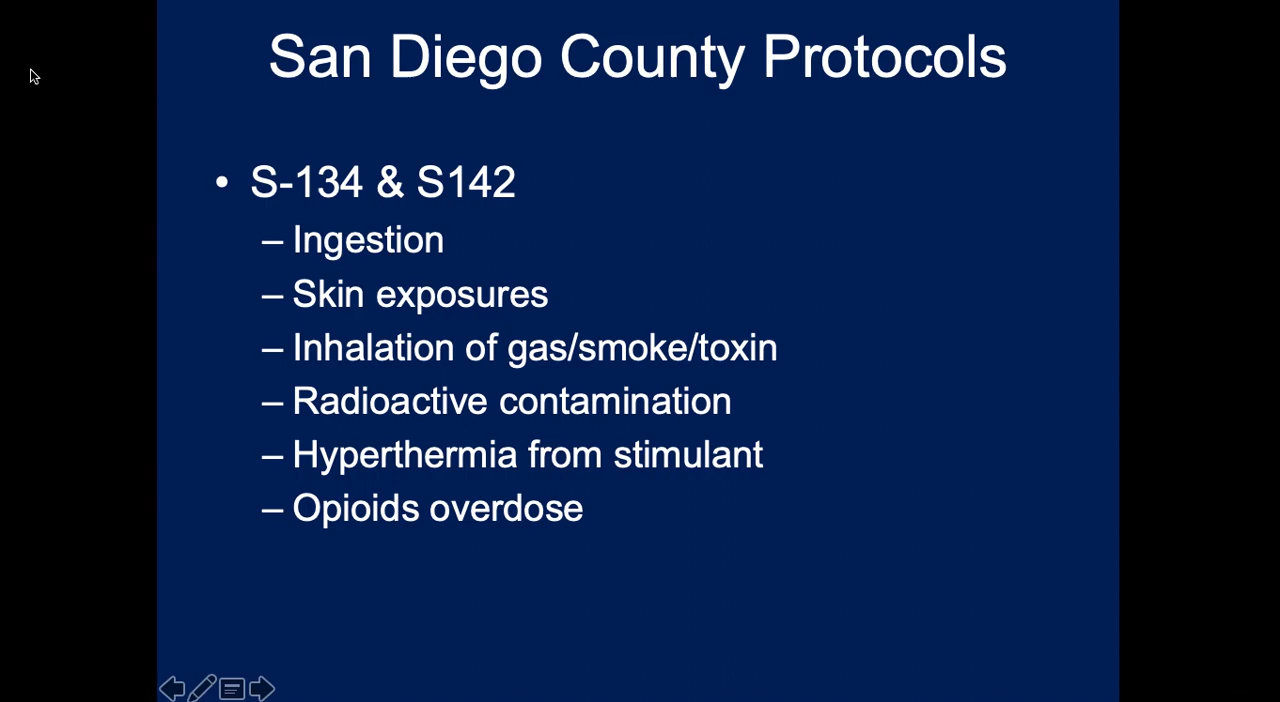 San Diego County Protocols
• S-134 & S142
– Ingestion
– Skin exposures
– Inhalation of gas/smoke/toxin
– Radioactive contamination
– Hyperthermia from stimulant
– Opioids overdose